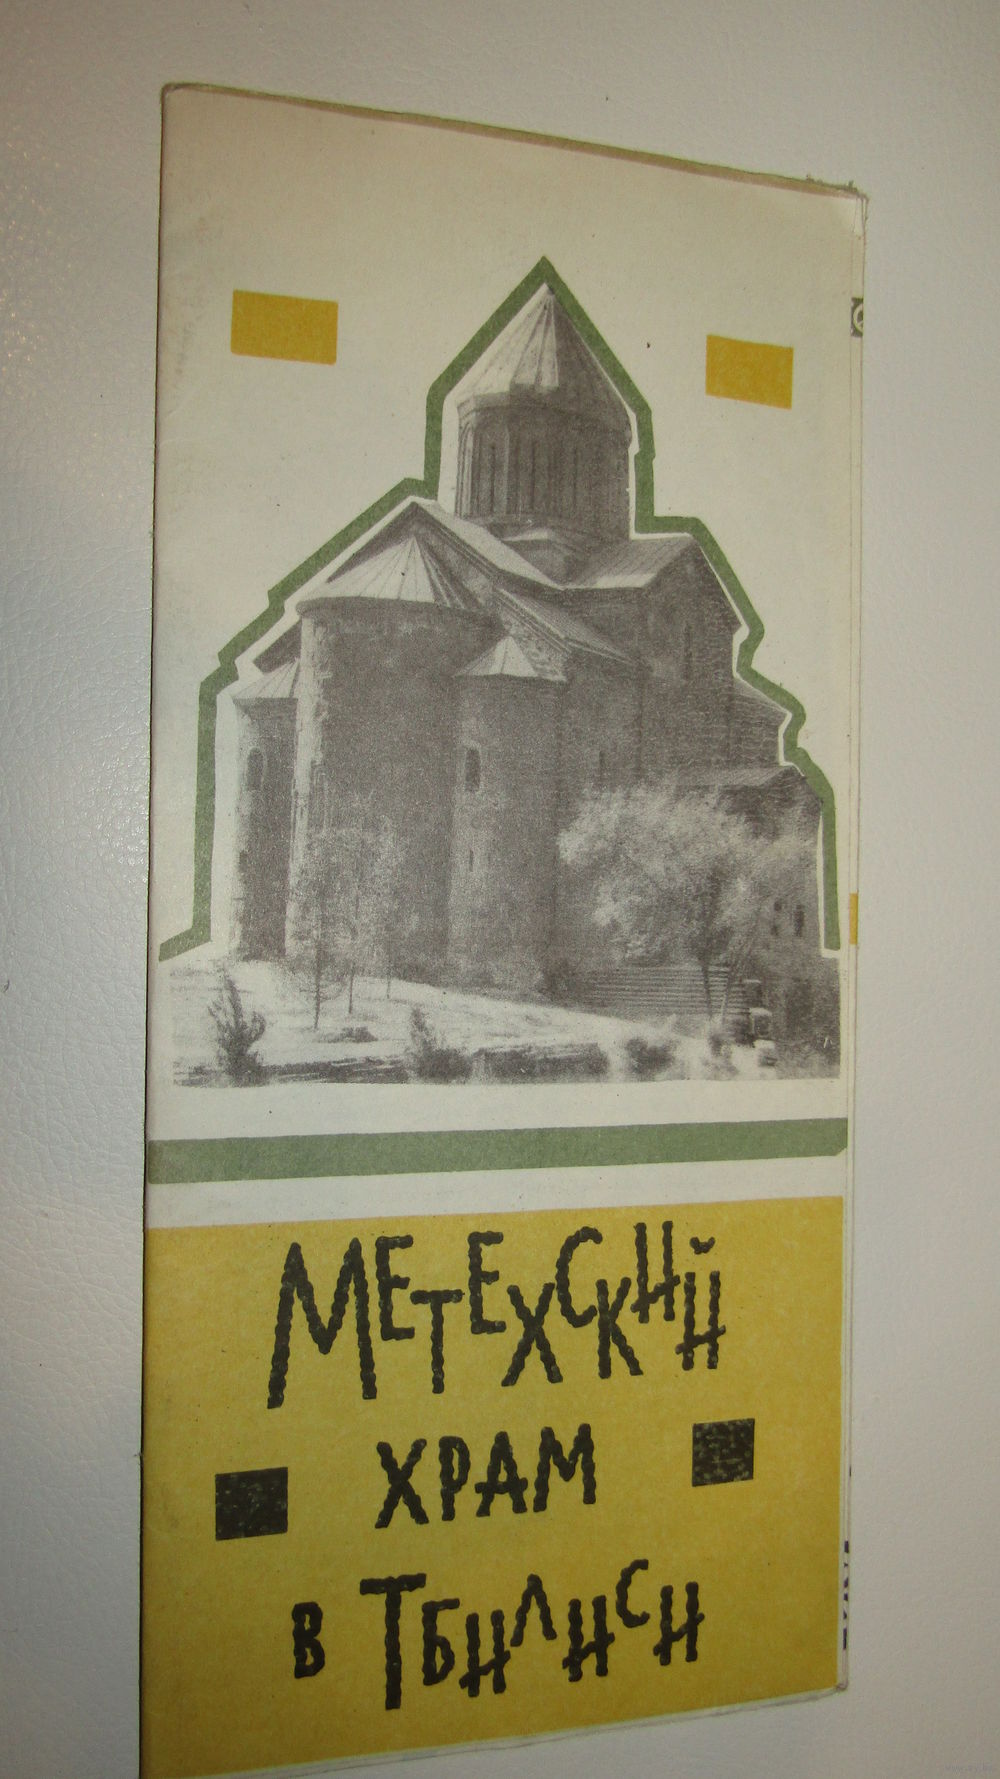 Метехский
храм
в Тбилиси